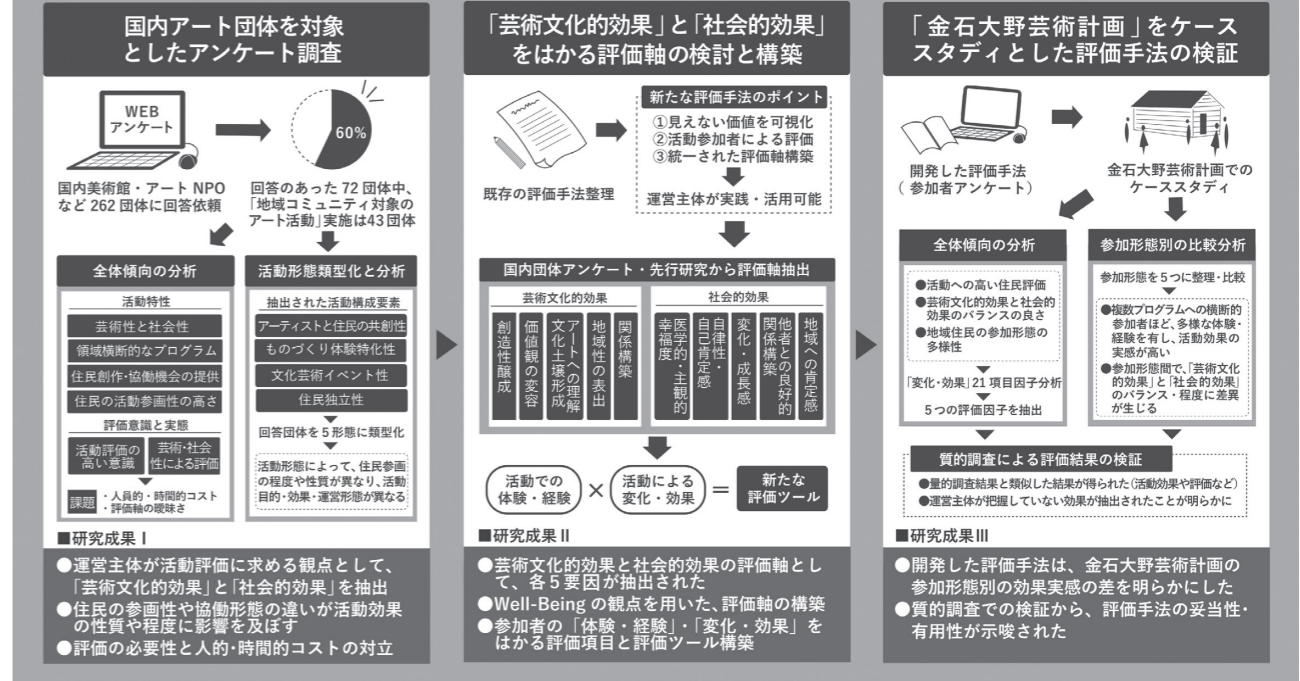 国内アート団体を対象
としたアンケート調査
WEB
アンケート
60%
国内美術館・アート NPO
など 262 団体に回答依頼
回答のあった 72 団体中、
「地域コミュニティ対象の
アート活動」実施は43団体
全体傾向の分析
活動特性
芸術性と社会性
領域横断的なプログラム
住民創作・協働機会の提供
住民の活動参画性の高さ
評価意識と実態
活動評価の
高い意識
芸術・社会
性による評価
課題
・人員的・時間的コスト
・評価軸の曖昧さ
活動形態類型化と分析
抽出された活動構成要素
アーティストと住民の共創性
ものづくり体験特化性
文化芸術イベント性
住民独立性
回答団体を5形態に類型化
活動形態によって、住民参画
の程度や性質が異なり、活動
目的・効果・運営形態が異なる
■研究成果Ⅰ
●運営主体が活動評価に求める観点として、
「芸術文化的効果」と「社会的効果」を抽出
●住民の参画性や協働形態の違いが活動効果
の性質や程度に影響を及ぼす
●評価の必要性と人的・時間的コストの対立
「芸術文化的効果」と「社会的効果」
をはかる評価軸の検討と構築
既存の評価手法整理
新たな評価手法のポイント
①見えない価値を可視化
②活動参加者による評価
③統一された評価軸構築
運営主体が実践・活用可能
国内団体アンケート・先行研究から評価軸抽出
芸術文化的効果
創造性醸成
価値観の変容
アートへの理解
文化土壌形成
地域性の表出
関係構築
社会的効果
医学的・主観的
幸福度
自律性・
自己肯定感
変化・成長感
他者との良好的
関係構築
地域への肯定感
活動での
体験・経験
×
活動による
変化・効果
＝
新たな
評価ツール
■研究成果Ⅱ
●芸術文化的効果と社会的効果の評価軸とし
て、各5要因が抽出された
●Well-Being の観点を用いた、評価軸の構築
●参加者の「体験・経験」・「変化・効果」を
はかる評価項目と評価ツール構築
「金石大野芸術計画」をケース
スタディとした評価手法の検証
開発した評価手法
（参加者アンケート）
金石大野芸術計画での
ケーススタディ
全体傾向の分析
●活動への高い住民評価
●芸術文化的効果と社会的
効果のバランスの良さ
●地域住民の参加形態の
多様性
「変化・効果」21 項目因子分析
5つの評価因子を抽出
参加形態別の比較分析
参加形態を5つに整理・比較
●複数プログラムへの横断的
参加者ほど、多様な体験・
経験を有し、活動効果の
実感が高い
●参加形態間で、「芸術文化
的効果」と「社会的効果」
のバランス・程度に差異
が生じる
質的調査による評価結果の検証
●量的調査結果と類似した結果が得られた（活動効果や評価など）
●運営主体が把握していない効果が抽出されたことが明らかに
■研究成果Ⅲ
●開発した評価手法は、金石大野芸術計画の
参加形態別の効果実感の差を明らかにした
●質的調査での検証から、評価手法の妥当性・
有用性が示唆された